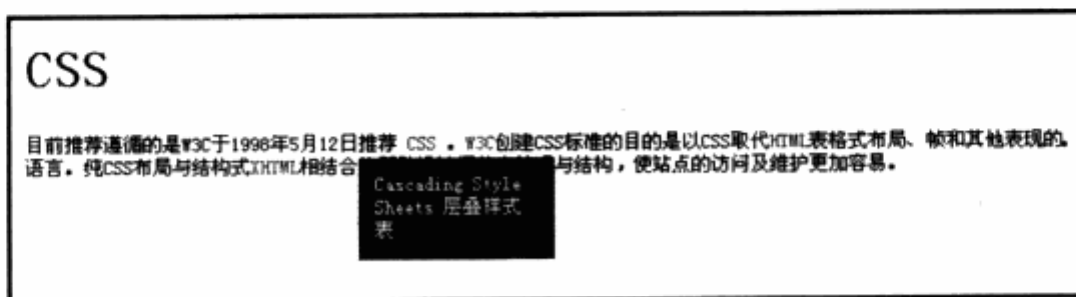 CSS
目前推荐遵循的是W3C于1998年5月12日推荐 CSS 。W3C创建CSS标准的目的是以CSS取代HTML表格式布局、帧和其他表现的。
语言。纯CSS布局与结构式XHTML相结合 与结构，使站点的访问及维护更加容易。
Cascading Style
Sheets 层叠样式
表